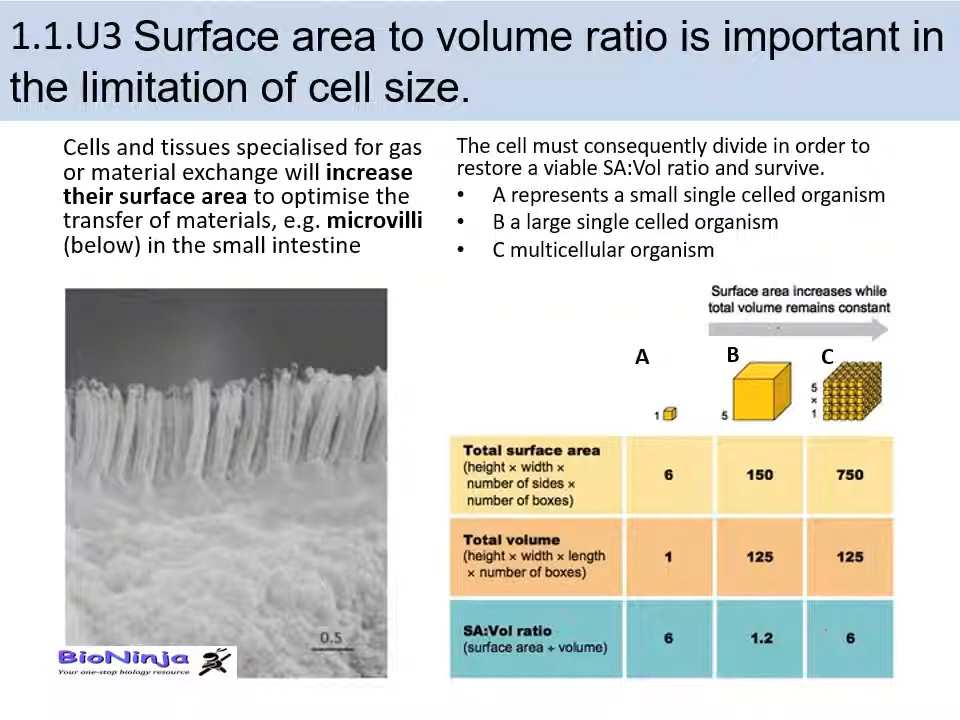 1.1.U3 Surface area to volume ratio is important in
the limitation of cell size.
Cells and tissues specialised for gas
or material exchange will increase
their surface area to optimise the
transfer of materials, e.g. microvilli
(below) in the small intestine
The cell must consequently divide in order to
restore a viable SA:Vol ratio and survive.
• A represents a small single celled organism
• B a large single celled organism
• C multicellular organism
0.5
BioNinja
Your one-stop biology resource
Surface area increases while
total volume remains constant
A B C
1 5 5
x
1
Total surface area
(height × width ×
number of sides ×
number of boxes)
6 150 750
Total volume
(height × width × length
× number of boxes)
1 125 125
SA:Vol ratio
(surface area ÷ volume)
6 1.2 6